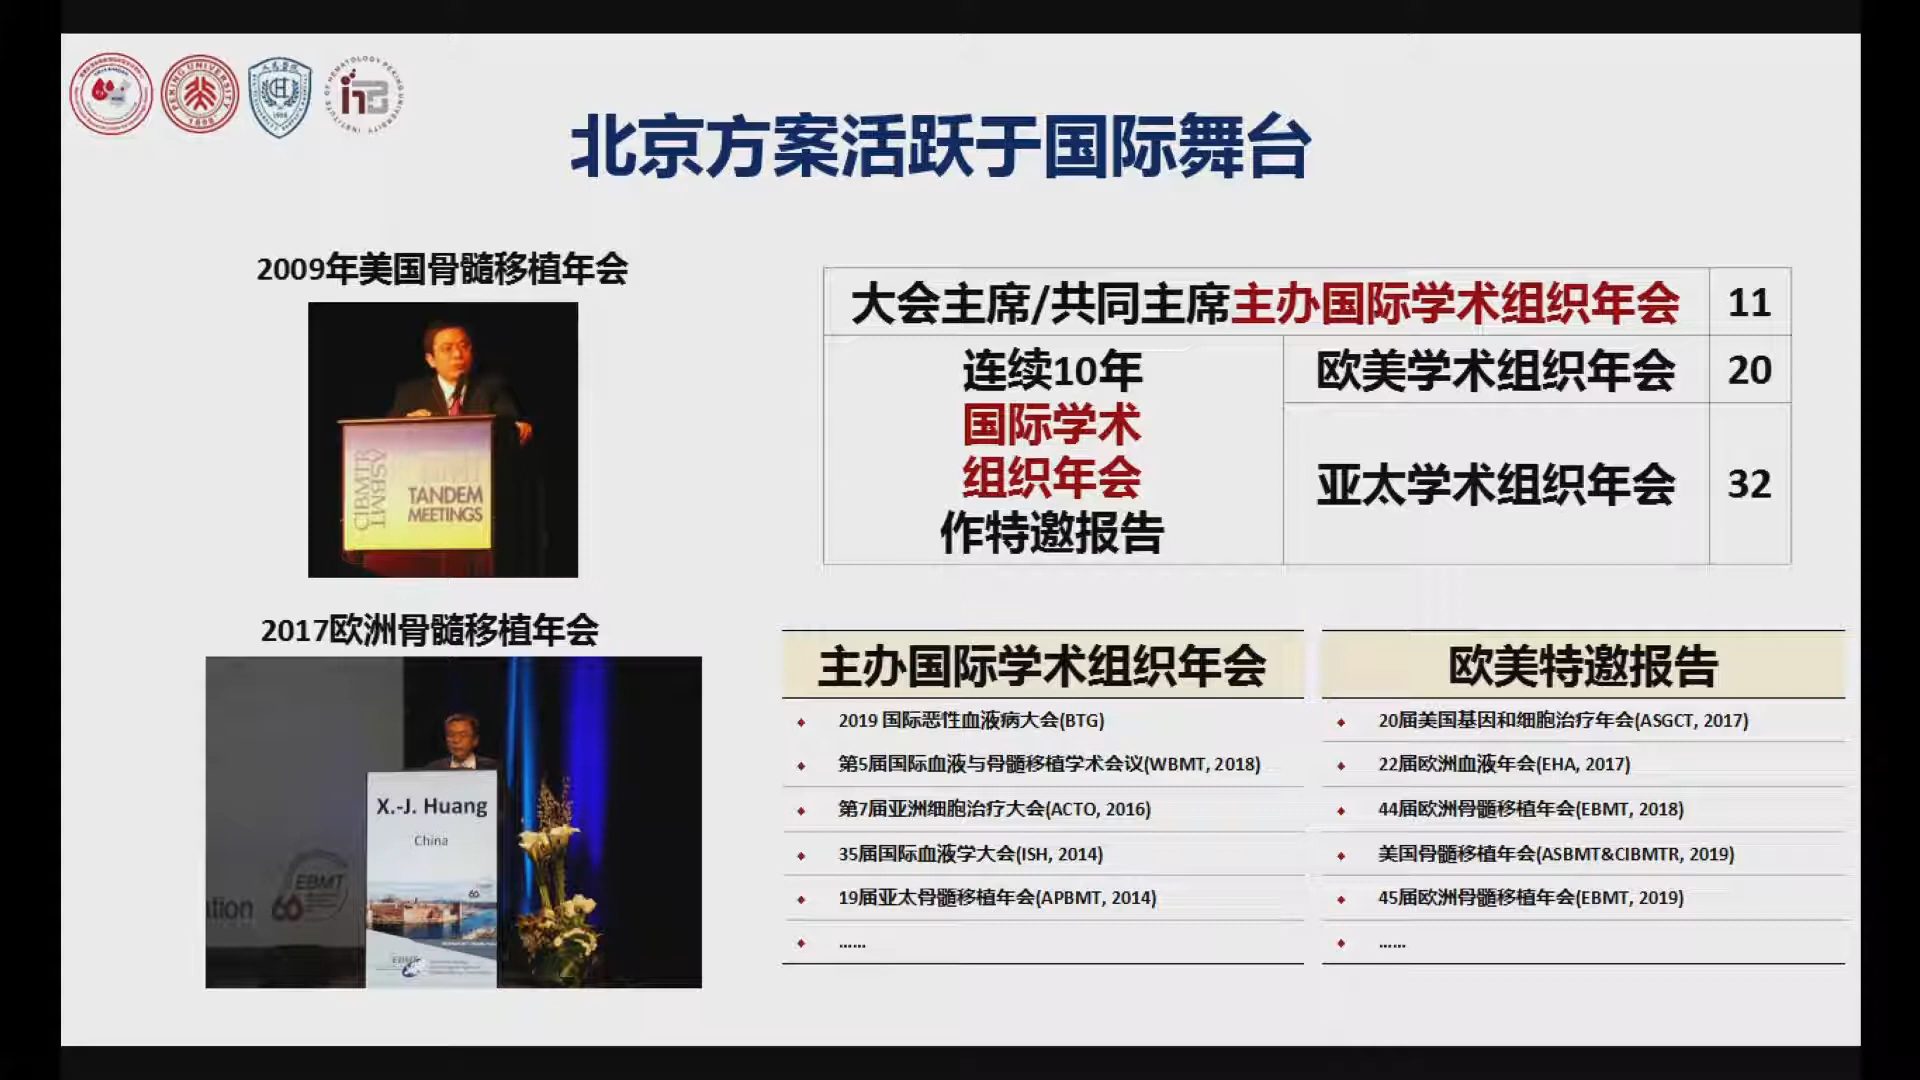 PEKING UNIVERSITY
1898
INSTITUTE OF HEMATOLOGY PEKING UNIVERSITY
北京方案活跃于国际舞台
2009年美国骨髓移植年会
CIBMTR
ASBMT
TANDEM
MEETINGS
2017欧洲骨髓移植年会
X.-J. Huang
China
EBMT
大会主席/共同主席主办国际学术组织年会 11
连续10年
国际学术
组织年会
作特邀报告
欧美学术组织年会 20
亚太学术组织年会 32
主办国际学术组织年会
2019 国际恶性血液病大会(BTG)
第5届国际血液与骨髓移植学术会议(WBMT, 2018)
第7届亚洲细胞治疗大会(ACTO, 2016)
35届国际血液学大会(ISH, 2014)
19届亚太骨髓移植年会(APBMT, 2014)
......
欧美特邀报告
20届美国基因和细胞治疗年会(ASGCT, 2017)
22届欧洲血液年会(EHA, 2017)
44届欧洲骨髓移植年会(EBMT, 2018)
美国骨髓移植年会(ASBMT&CIBMTR, 2019)
45届欧洲骨髓移植年会(EBMT, 2019)
......